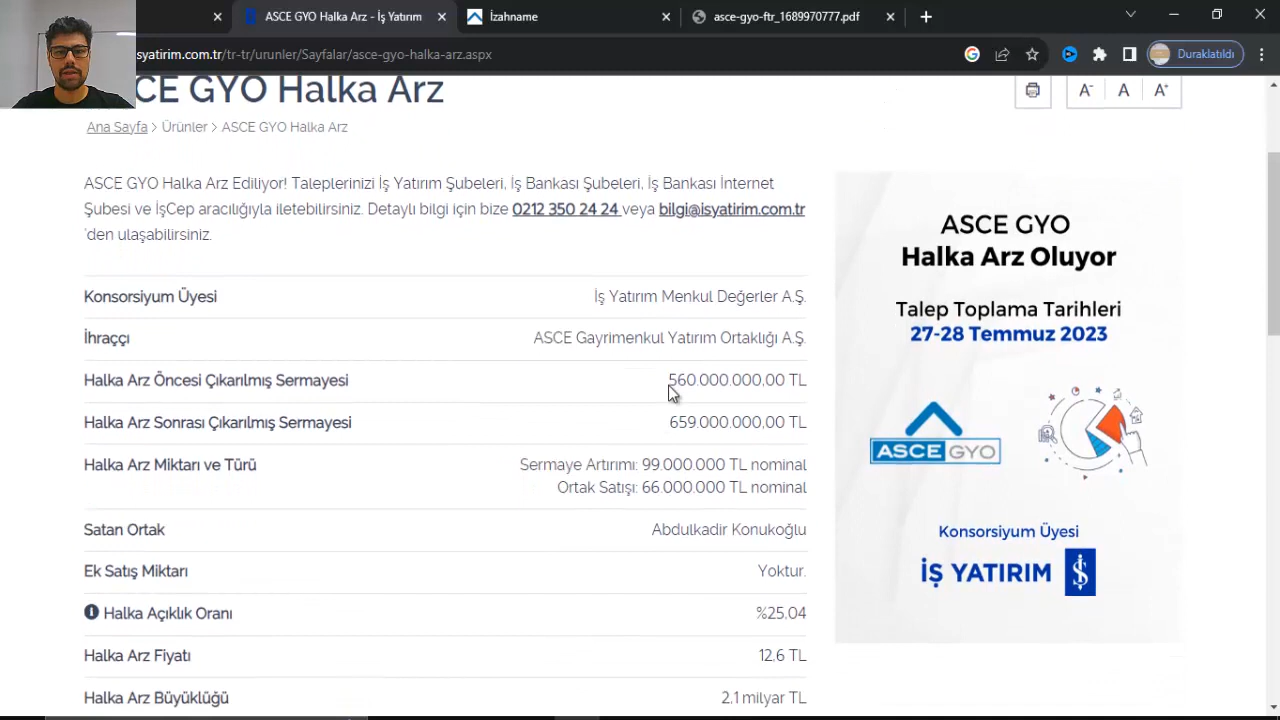 ASCE GYO Halka Arz - İş Yatırım
İzahname
asce-gyo-ftr_1689970777.pdf
syatirim.com.tr/tr-tr/urunler/Sayfalar/asce-gyo-halka-arz.aspx
Duraklatıldı
CE GYO Halka Arz
A- A A+
Ana Sayfa > Ürünler > ASCE GYO Halka Arz
ASCE GYO Halka Arz Ediliyor! Taleplerinizi İş Yatırım Şubeleri, İş Bankası Şubeleri, İş Bankası İnternet
Şubesi ve İşCep aracılığıyla iletebilirsiniz. Detaylı bilgi için bize 0212 350 24 24 veya bilgi@isyatirim.com.tr
'den ulaşabilirsiniz.
Konsorsiyum Üyesi İş Yatırım Menkul Değerler A.Ş.
İhraççı ASCE Gayrimenkul Yatırım Ortaklığı A.Ş.
Halka Arz Öncesi Çıkarılmış Sermayesi 560.000.000,00 TL
Halka Arz Sonrası Çıkarılmış Sermayesi 659.000.000,00 TL
Halka Arz Miktarı ve Türü Sermaye Artırımı: 99.000.000 TL nominal
Ortak Satışı: 66.000.000 TL nominal
Satan Ortak Abdulkadir Konukoğlu
Ek Satış Miktarı Yoktur.
Halka Açıklık Oranı %25.04
Halka Arz Fiyatı 12.6 TL
Halka Arz Büyüklüğü 2.1 milyar TL
ASCE GYO
Halka Arz Oluyor
Talep Toplama Tarihleri
27-28 Temmuz 2023
ASCE GYO
Konsorsiyum Üyesi
İŞ YATIRIM